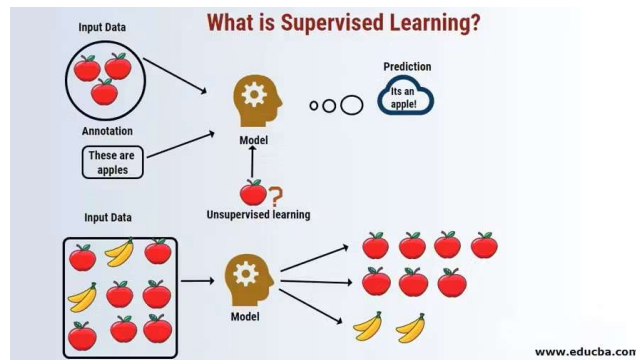 What is Supervised Learning?
Input Data
Annotation
These are
apples
Model
Prediction
Its an
apple!
?
Unsupervised learning
Input Data
Model
www.educba.com